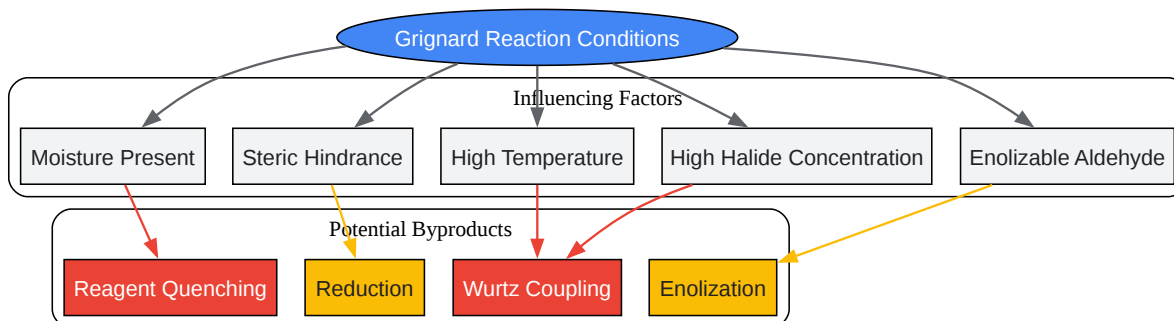 Grignard Reaction Conditions
Influencing Factors
Moisture Present
Steric Hindrance
High Temperature
High Halide Concentration
Enolizable Aldehyde
Potential Byproducts
Reagent Quenching
Reduction
Wurtz Coupling
Enolization